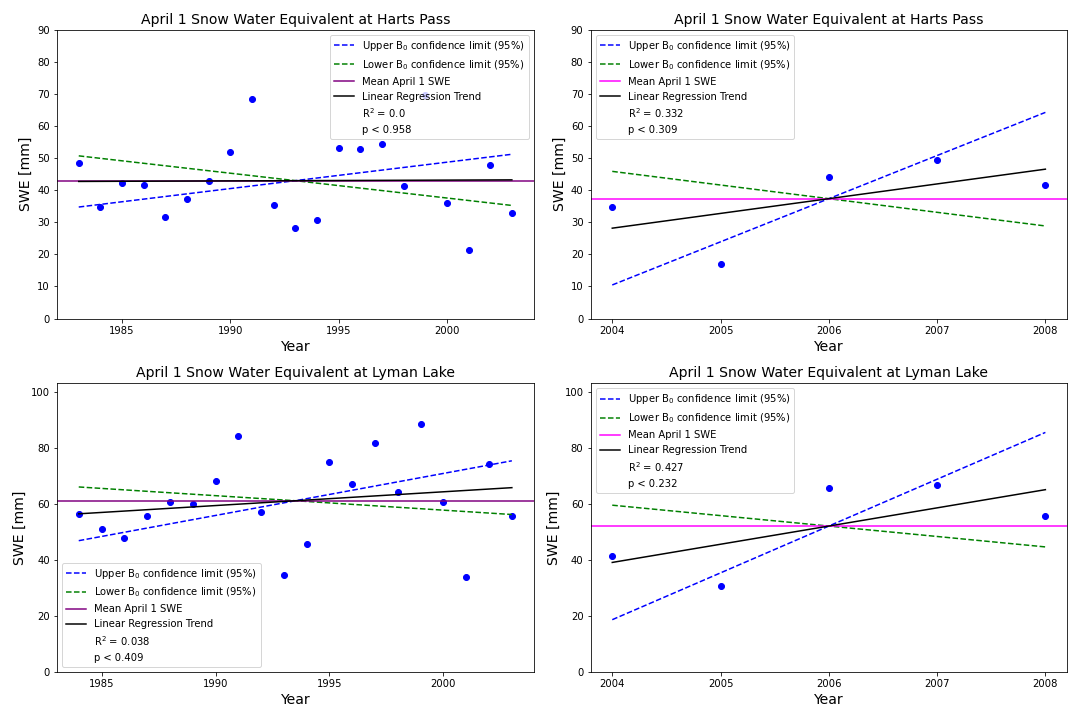 April 1 Snow Water Equivalent at Harts Pass
90
80
70
60
50
40
30
20
10
0
SWE [mm]
Upper B0 confidence limit (95%)
Lower B0 confidence limit (95%)
Mean April 1 SWE
Linear Regression Trend
R² = 0.0
p < 0.958
1985 1990 1995 2000
Year
April 1 Snow Water Equivalent at Harts Pass
90
80
70
60
50
40
30
20
10
0
SWE [mm]
Upper B0 confidence limit (95%)
Lower B0 confidence limit (95%)
Mean April 1 SWE
Linear Regression Trend
R² = 0.332
p < 0.309
2004 2005 2006 2007 2008
Year
April 1 Snow Water Equivalent at Lyman Lake
100
80
60
40
20
0
SWE [mm]
Upper B0 confidence limit (95%)
Lower B0 confidence limit (95%)
Mean April 1 SWE
Linear Regression Trend
R² = 0.038
p < 0.409
1985 1990 1995 2000
Year
April 1 Snow Water Equivalent at Lyman Lake
100
80
60
40
20
0
SWE [mm]
Upper B0 confidence limit (95%)
Lower B0 confidence limit (95%)
Mean April 1 SWE
Linear Regression Trend
R² = 0.427
p < 0.232
2004 2005 2006 2007 2008
Year